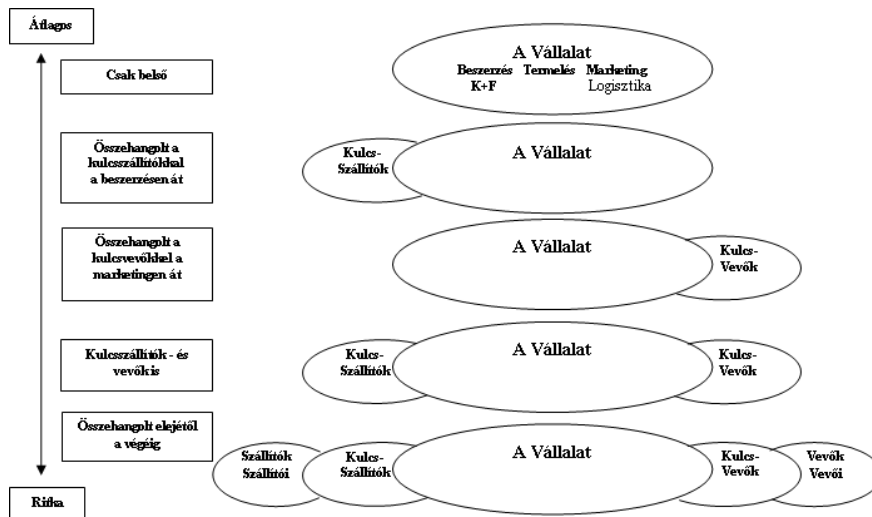 Átlagos
A Vállalat
Beszerzés Termelés Marketing
K+F Logisztika
Csak belső
Összehangolt a
kulcsszállítókkal
a beszerzésen át
Kulcs-
Szállítók
A Vállalat
Összehangolt a
kulcsvevőkkel a
marketingen át
A Vállalat
Kulcs-
Vevők
Kulcsszállítók - és
vevők is
Kulcs-
Szállítók
A Vállalat
Kulcs-
Vevők
Összehangolt elejétől
a végéig
Szállítók
Szállítói
Kulcs-
Szállítók
A Vállalat
Kulcs-
Vevők
Vevők
Vevői
Ritka